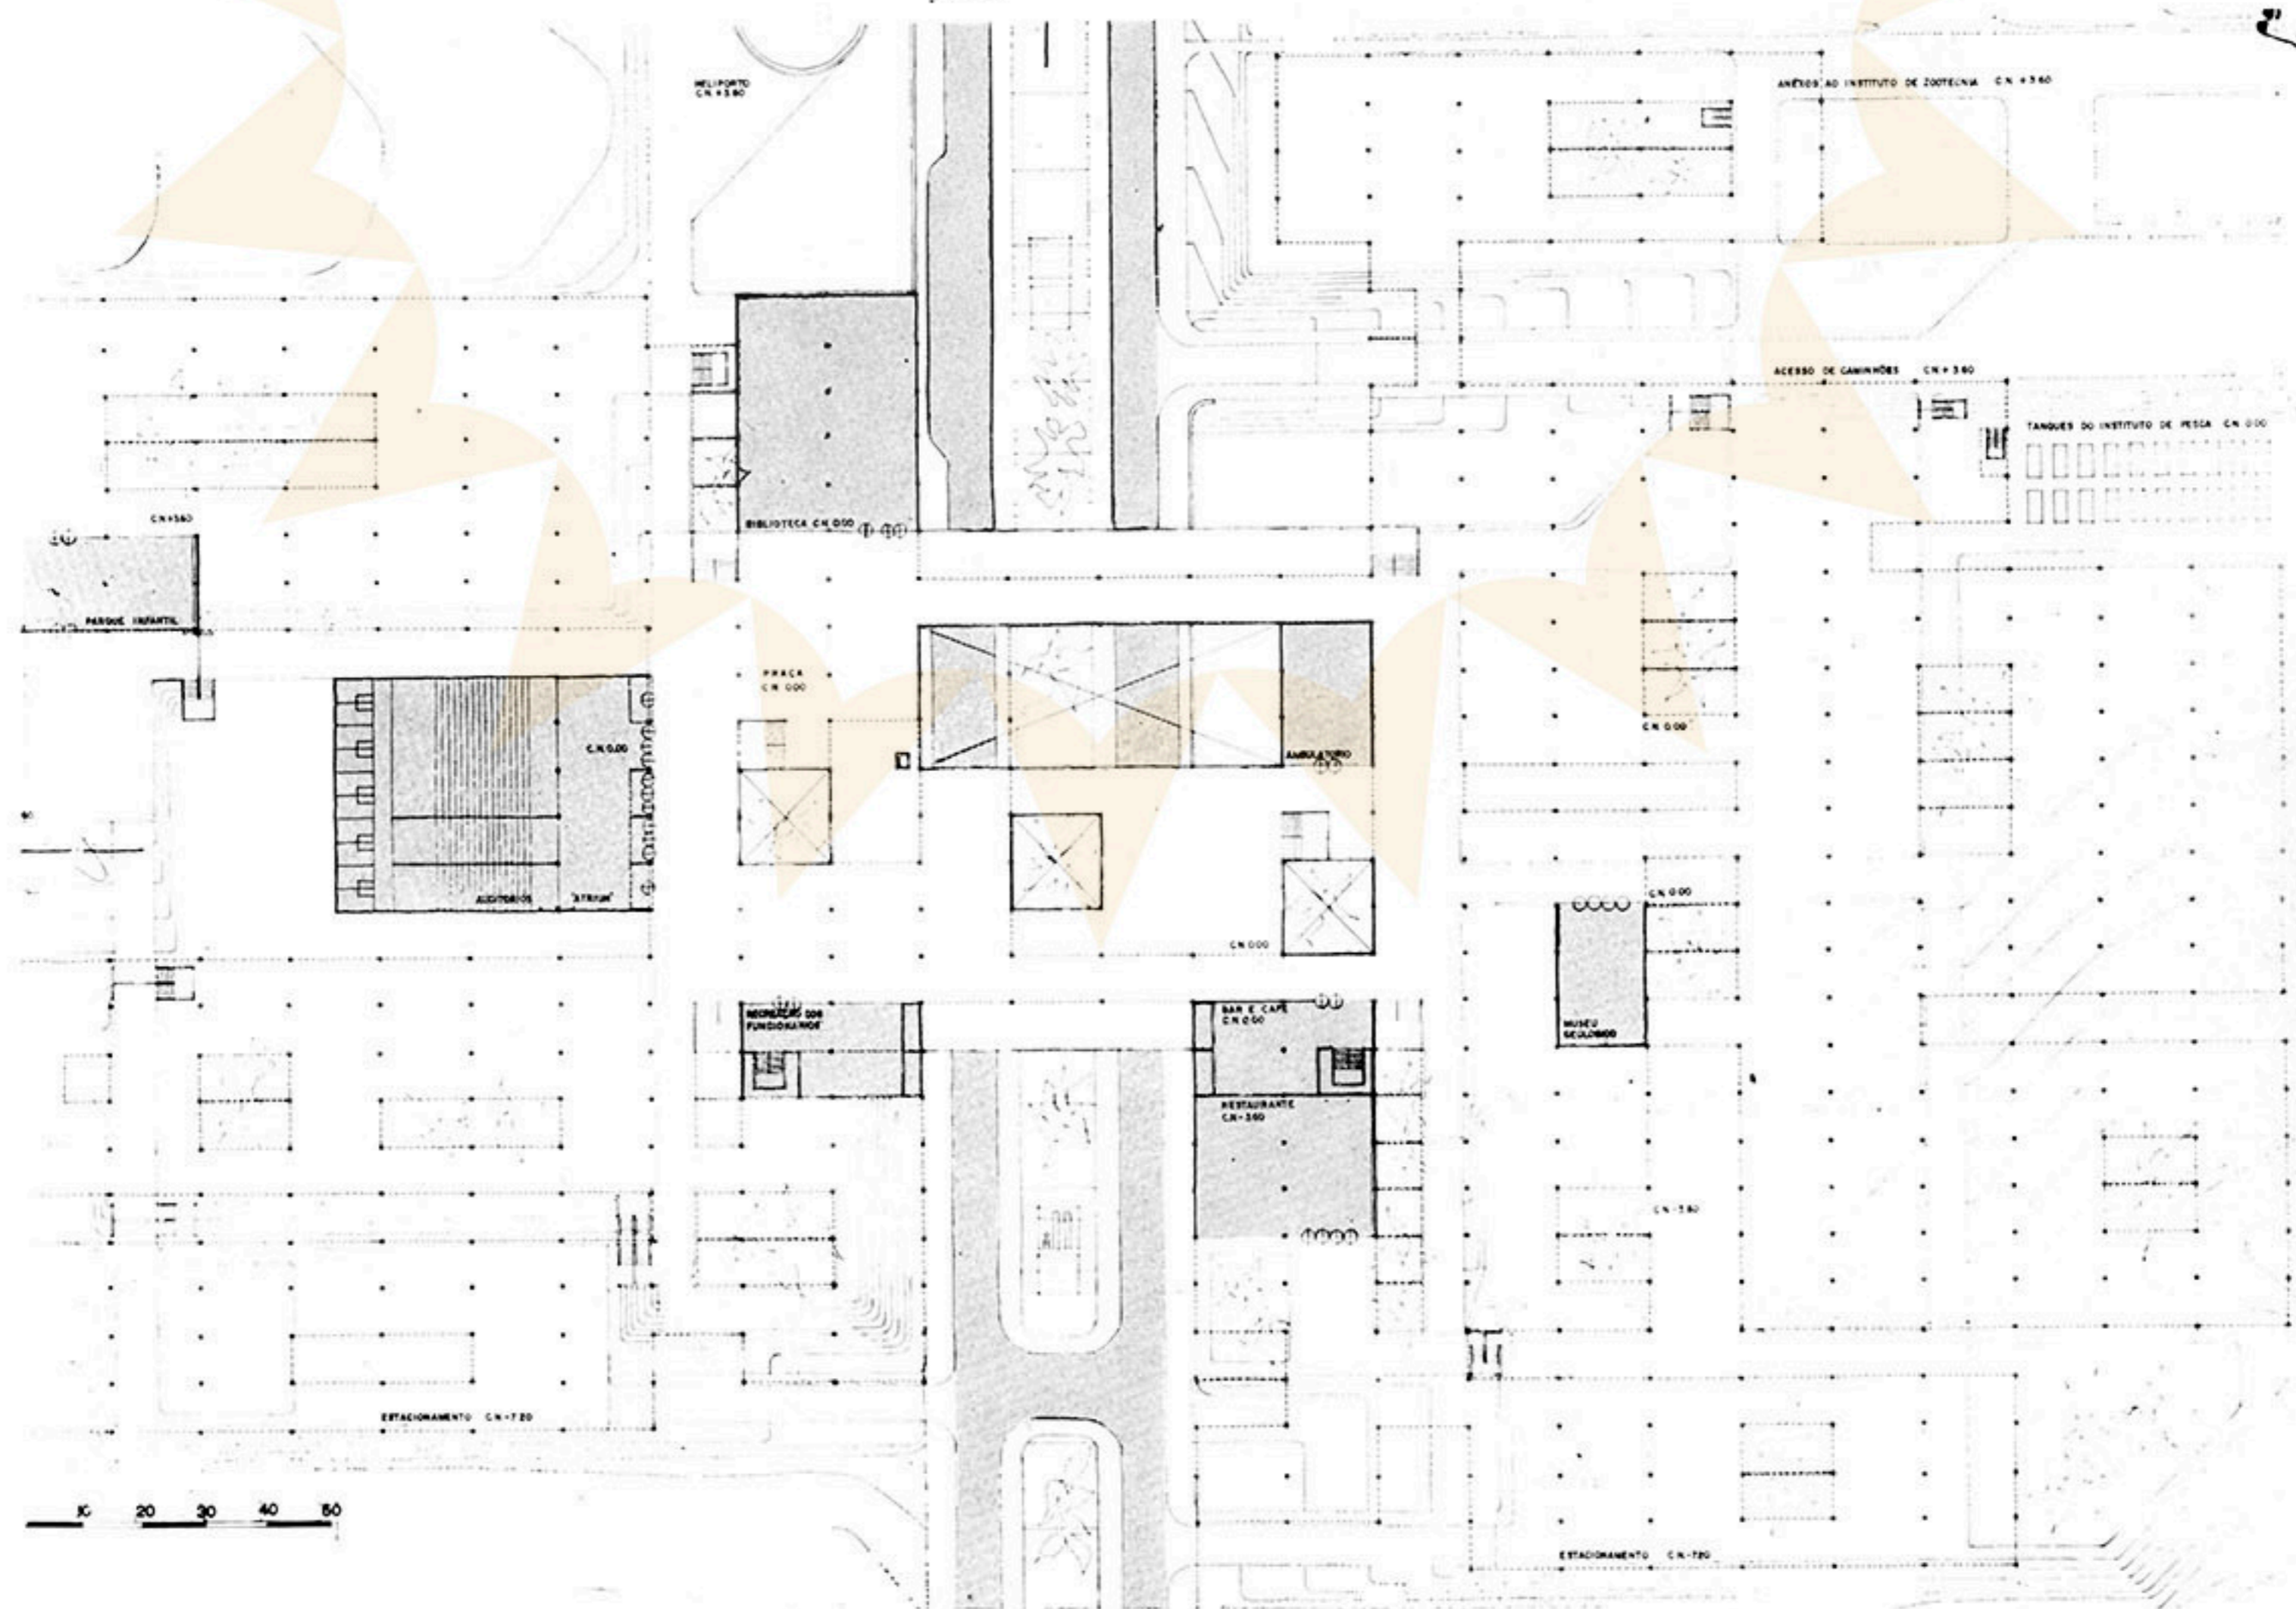 HELIPORTO
C.N. +3.60
ANEXOS AO INSTITUTO DE ZOOTECNIA C.N. +3.60
ACESSO DE CAMINHÕES C.N. +3.60
TANQUES DO INSTITUTO DE PESCA C.N. 0.00
C.N. +3.60
BIBLIOTECA C.N. 0.00
PARQUE INFANTIL
PRAÇA
C.N. 0.00
C.N. 0.00
C.N. 0.00
AMBULATÓRIO
AUDITORIOS
"ATRIUM"
C.N. 0.00
C.N. 0.00
RECREAÇÃO DOS
FUNCIONARIOS
BAR E CAFÉ
C.N. 0.00
MUSEU
GEOLÓGICO
RESTAURANTE
C.N. -3.60
C.N. -3.60
ESTACIONAMENTO C.N. -7.20
10 20 30 40 50
ESTACIONAMENTO C.N. -7.20